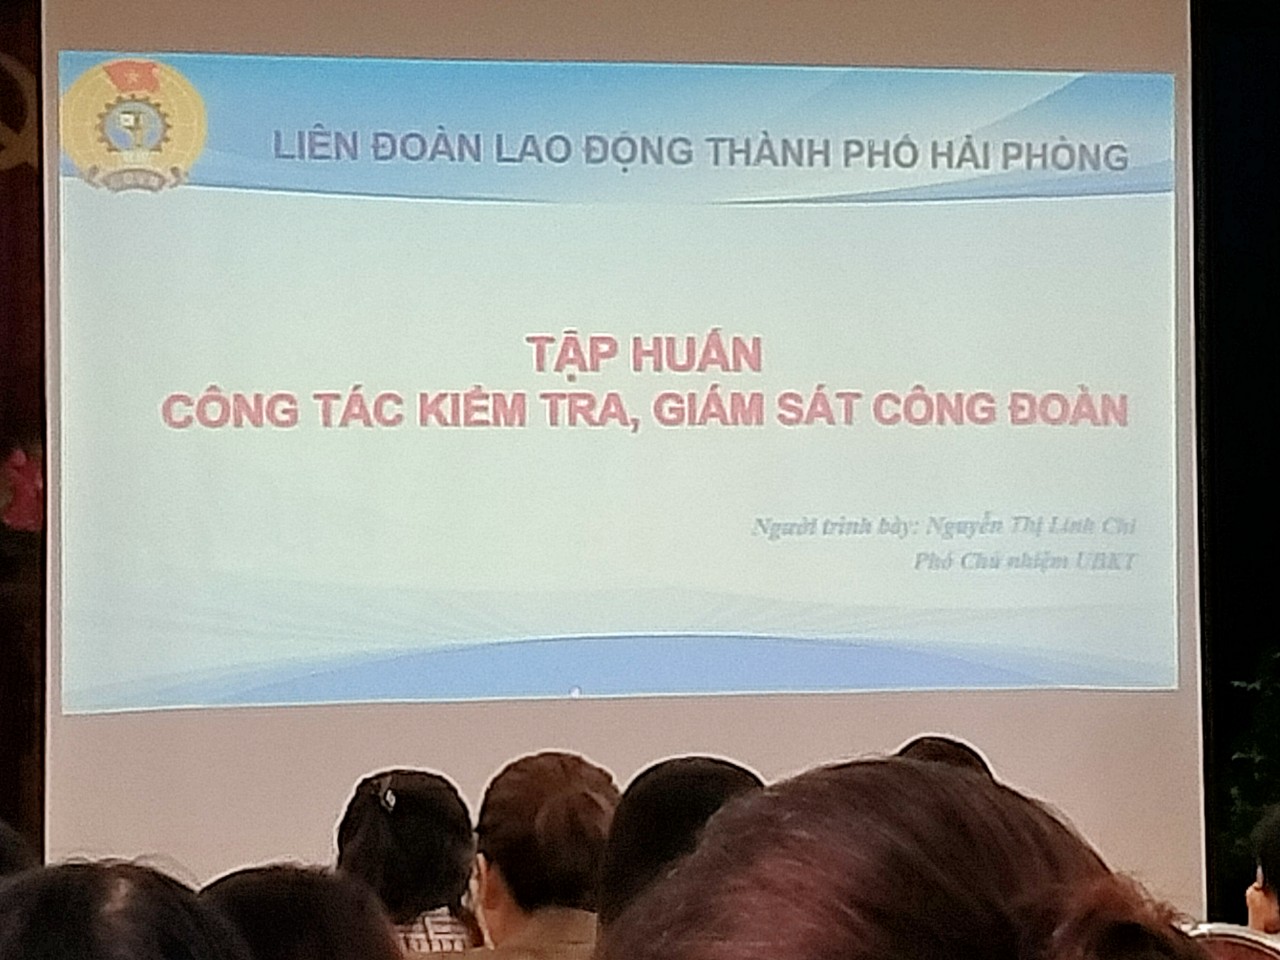 LIÊN ĐOÀN LAO ĐỘNG THÀNH PHỐ HẢI PHÒNG
TẬP HUẤN
CÔNG TÁC KIỂM TRA, GIÁM SÁT CÔNG ĐOÀN
Người trình bày: Nguyễn Thị Linh Chi
Phó Chủ nhiệm UBKT